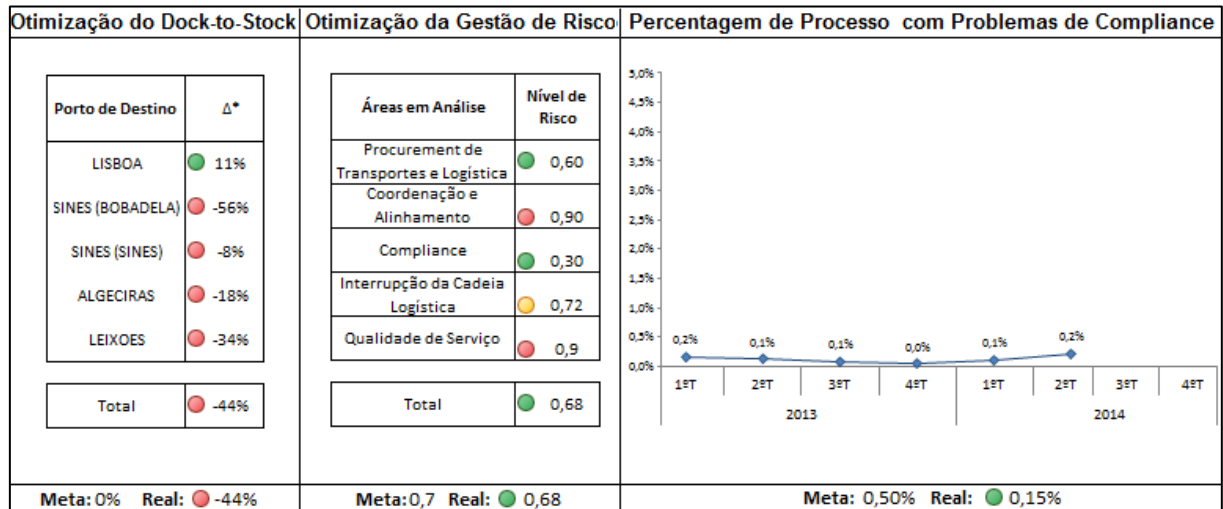 Otimização do Dock-to-Stock
Porto de Destino Δ*
LISBOA 11%
SINES (BOBADELA) -56%
SINES (SINES) -8%
ALGECIRAS -18%
LEIXOES -34%
Total -44%
Meta: 0% Real: -44%
Otimização da Gestão de Risco
Áreas em Análise
Nível de
Risco
Procurement de
Transportes e Logística
0,60
Coordenação e
Alinhamento
0,90
Compliance
0,30
Interrupção da Cadeia
Logística
0,72
Qualidade de Serviço
0,9
Total 0,68
Meta: 0,7 Real: 0,68
Percentagem de Processo com Problemas de Compliance
5,0%
4,5%
4,0%
3,5%
3,0%
2,5%
2,0%
1,5%
1,0%
0,5%
0,0%
0,2% 0,1% 0,1% 0,0% 0,1% 0,2%
1ºT 2ºT 3ºT 4ºT 1ºT 2ºT 3ºT 4ºT
2013 2014
Meta: 0,50% Real: 0,15%